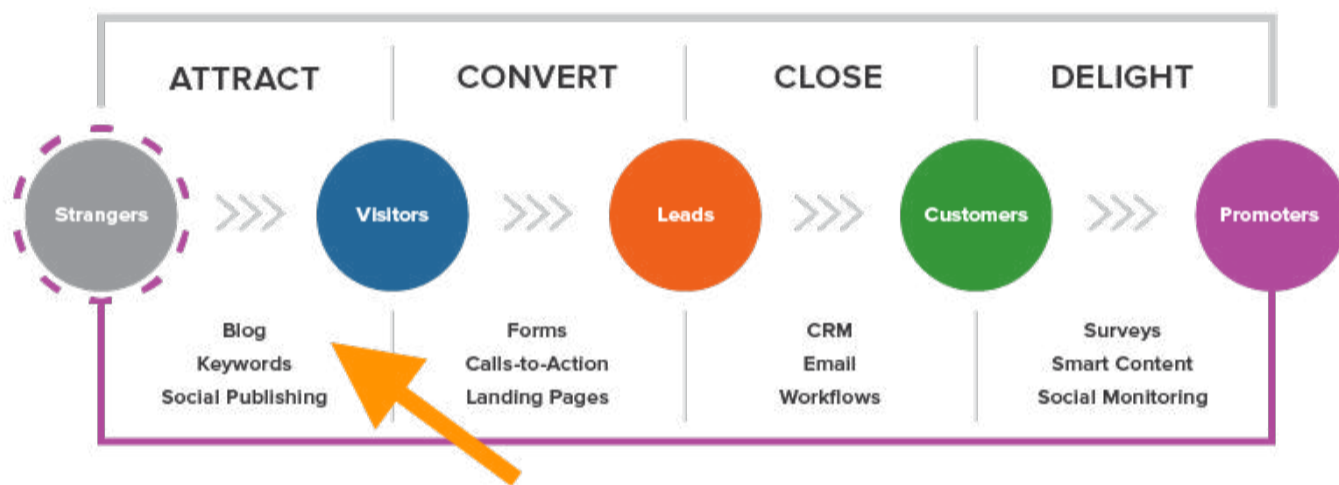 ATTRACT
CONVERT
CLOSE
DELIGHT
Strangers
Visitors
Leads
Customers
Promoters
Blog
Keywords
Social Publishing
Forms
Calls-to-Action
Landing Pages
CRM
Email
Workflows
Surveys
Smart Content
Social Monitoring